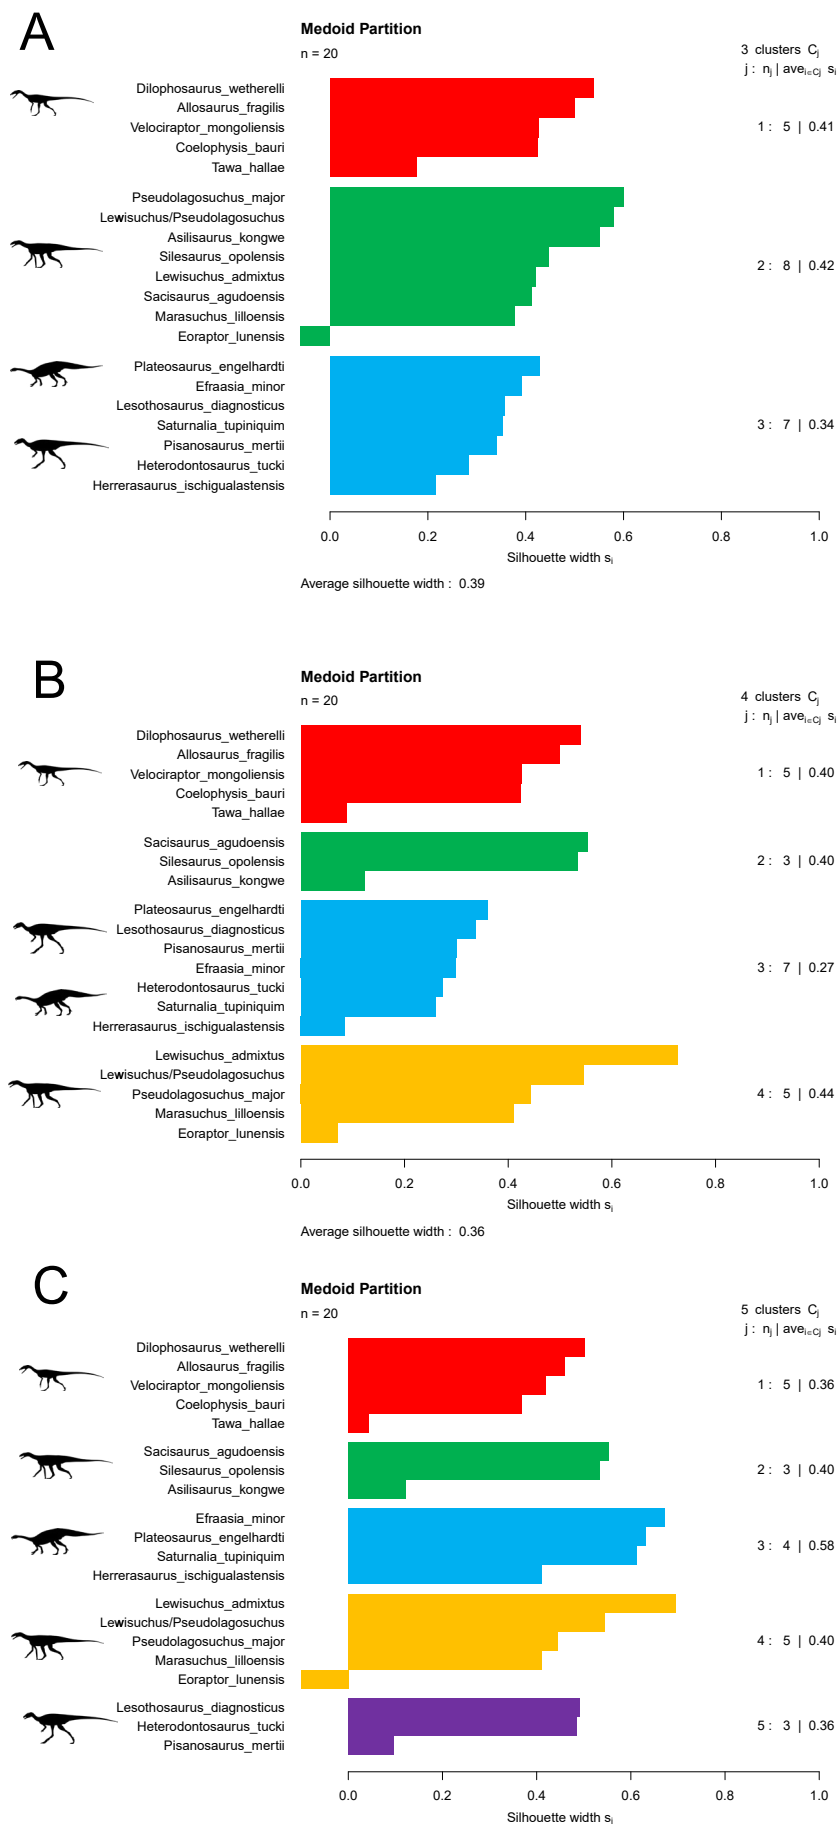 A
Medoid Partition
n = 20
3 clusters Cj
j : nj | ave i∈Cj si
Dilophosaurus_wetherelli
Allosaurus_fragilis
Velociraptor_mongoliensis
Coelophysis_bauri
Tawa_hallae
1 : 5 | 0.41
Pseudolagosuchus_major
Lewisuchus/Pseudolagosuchus
Asilisaurus_kongwe
Silesaurus_opolensis
Lewisuchus_admixtus
Sacisaurus_agudoensis
Marasuchus_lilloensis
Eoraptor_lunensis
2 : 8 | 0.42
Plateosaurus_engelhardti
Efraasia_minor
Lesothosaurus_diagnosticus
Saturnalia_tupiniquim
Pisanosaurus_mertii
Heterodontosaurus_tucki
Herrerasaurus_ischigualastensis
3 : 7 | 0.34
0.0 0.2 0.4 0.6 0.8 1.0
Silhouette width si
Average silhouette width : 0.39
B
Medoid Partition
n = 20
4 clusters Cj
j : nj | ave i∈Cj si
Dilophosaurus_wetherelli
Allosaurus_fragilis
Velociraptor_mongoliensis
Coelophysis_bauri
Tawa_hallae
1 : 5 | 0.40
Sacisaurus_agudoensis
Silesaurus_opolensis
Asilisaurus_kongwe
2 : 3 | 0.40
Plateosaurus_engelhardti
Lesothosaurus_diagnosticus
Pisanosaurus_mertii
Efraasia_minor
Heterodontosaurus_tucki
Saturnalia_tupiniquim
Herrerasaurus_ischigualastensis
3 : 7 | 0.27
Lewisuchus_admixtus
Lewisuchus/Pseudolagosuchus
Pseudolagosuchus_major
Marasuchus_lilloensis
Eoraptor_lunensis
4 : 5 | 0.44
0.0 0.2 0.4 0.6 0.8 1.0
Silhouette width si
Average silhouette width : 0.36
C
Medoid Partition
n = 20
5 clusters Cj
j : nj | ave i∈Cj si
Dilophosaurus_wetherelli
Allosaurus_fragilis
Velociraptor_mongoliensis
Coelophysis_bauri
Tawa_hallae
1 : 5 | 0.36
Sacisaurus_agudoensis
Silesaurus_opolensis
Asilisaurus_kongwe
2 : 3 | 0.40
Efraasia_minor
Plateosaurus_engelhardti
Saturnalia_tupiniquim
Herrerasaurus_ischigualastensis
3 : 4 | 0.58
Lewisuchus_admixtus
Lewisuchus/Pseudolagosuchus
Pseudolagosuchus_major
Marasuchus_lilloensis
Eoraptor_lunensis
4 : 5 | 0.40
Lesothosaurus_diagnosticus
Heterodontosaurus_tucki
Pisanosaurus_mertii
5 : 3 | 0.36
0.0 0.2 0.4 0.6 0.8 1.0
Silhouette width si